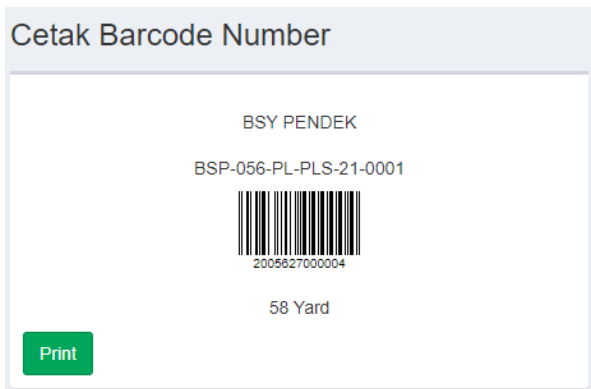 Cetak Barcode Number
BSY PENDEK
BSP-056-PL-PLS-21-0001
2005627000004
58 Yard
Print